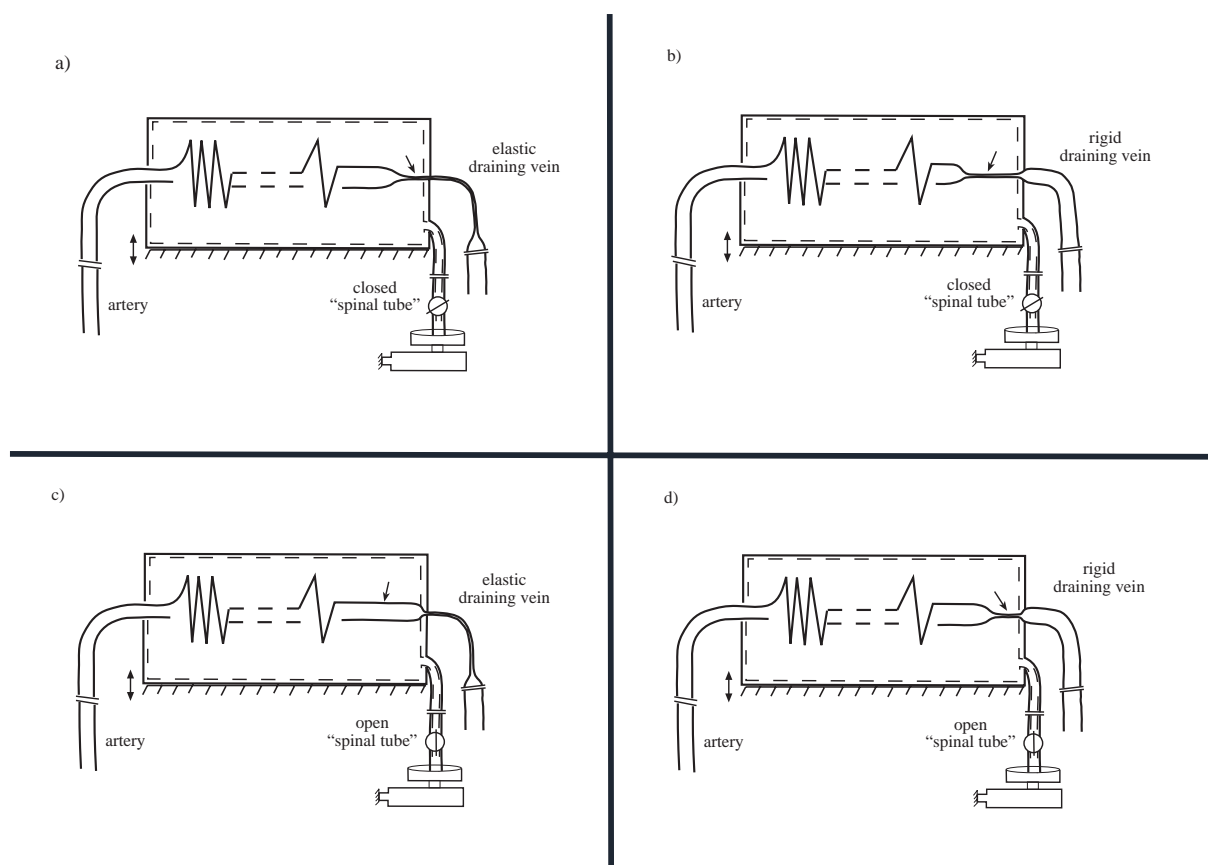 a)
elastic
draining vein
closed
“spinal tube”
artery
b)
rigid
draining vein
closed
“spinal tube”
artery
c)
elastic
draining vein
open
“spinal tube”
artery
d)
rigid
draining vein
open
“spinal tube”
artery